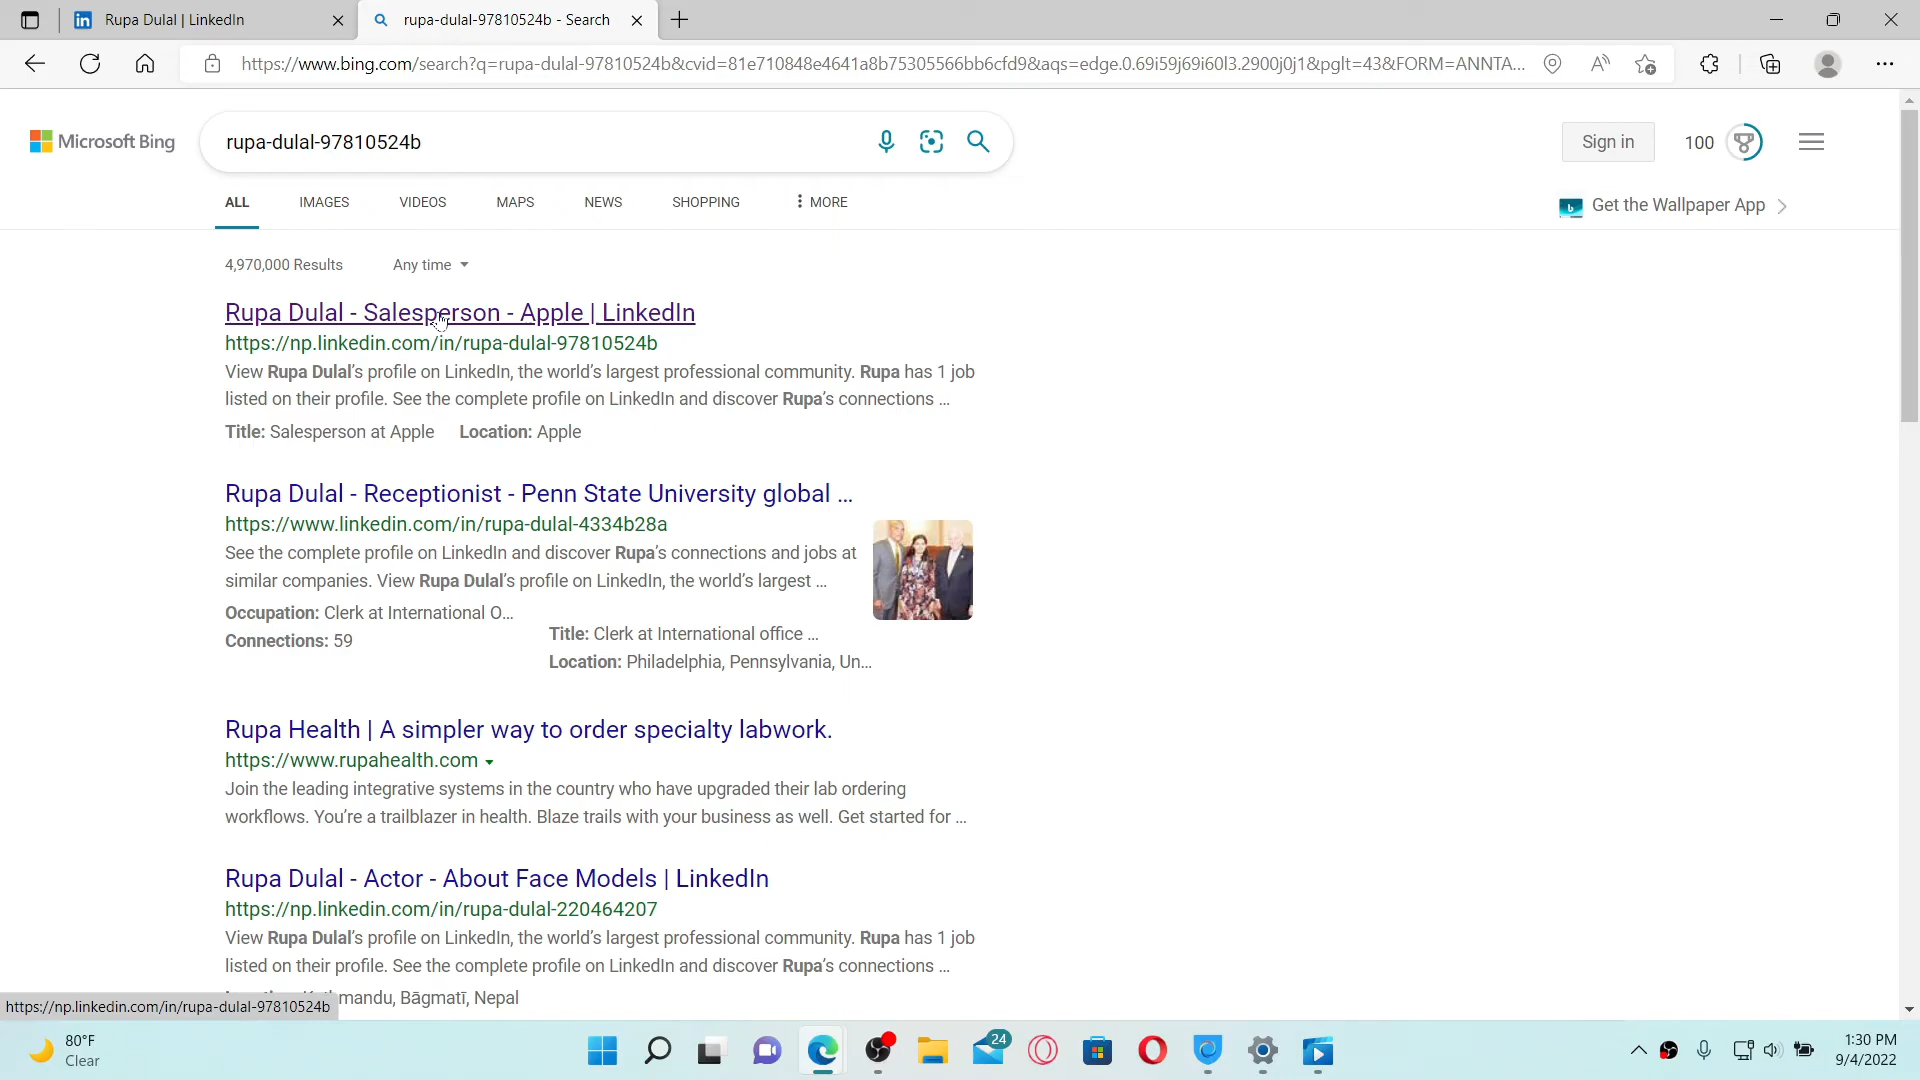 Rupa Dulal | LinkedIn
rupa-dulal-97810524b - Search
https://www.bing.com/search?q=rupa-dulal-97810524b&cvid=81e710848e4641a8b75305566bb6cfd9&aqs=edge.0.69i59j69i60l3.2900j0j1&pglt=43&FORM=ANNTA...
Microsoft Bing
rupa-dulal-97810524b
Sign in
100
ALL IMAGES VIDEOS MAPS NEWS SHOPPING MORE
Get the Wallpaper App
4,970,000 Results Any time
Rupa Dulal - Salesperson - Apple | LinkedIn
https://np.linkedin.com/in/rupa-dulal-97810524b
View Rupa Dulal's profile on LinkedIn, the world's largest professional community. Rupa has 1 job
listed on their profile. See the complete profile on LinkedIn and discover Rupa's connections ...
Title: Salesperson at Apple Location: Apple
Rupa Dulal - Receptionist - Penn State University global ...
https://www.linkedin.com/in/rupa-dulal-4334b28a
See the complete profile on LinkedIn and discover Rupa's connections and jobs at
similar companies. View Rupa Dulal's profile on LinkedIn, the world's largest ...
Occupation: Clerk at International O...
Connections: 59
Title: Clerk at International office ...
Location: Philadelphia, Pennsylvania, Un...
Rupa Health | A simpler way to order specialty labwork.
https://www.rupahealth.com
Join the leading integrative systems in the country who have upgraded their lab ordering
workflows. You're a trailblazer in health. Blaze trails with your business as well. Get started for ...
Rupa Dulal - Actor - About Face Models | LinkedIn
https://np.linkedin.com/in/rupa-dulal-220464207
View Rupa Dulal's profile on LinkedIn, the world's largest professional community. Rupa has 1 job
listed on their profile. See the complete profile on LinkedIn and discover Rupa's connections ...
mandu, Bāgmatī, Nepal
https://np.linkedin.com/in/rupa-dulal-97810524b
80°F
Clear
24
1:30 PM
9/4/2022